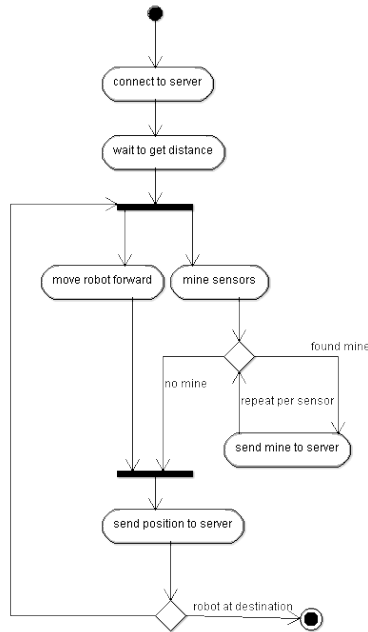 connect to server
wait to get distance
move robot forward
mine sensors
found mine
no mine
repeat per sensor
send mine to server
send position to server
robot at destination